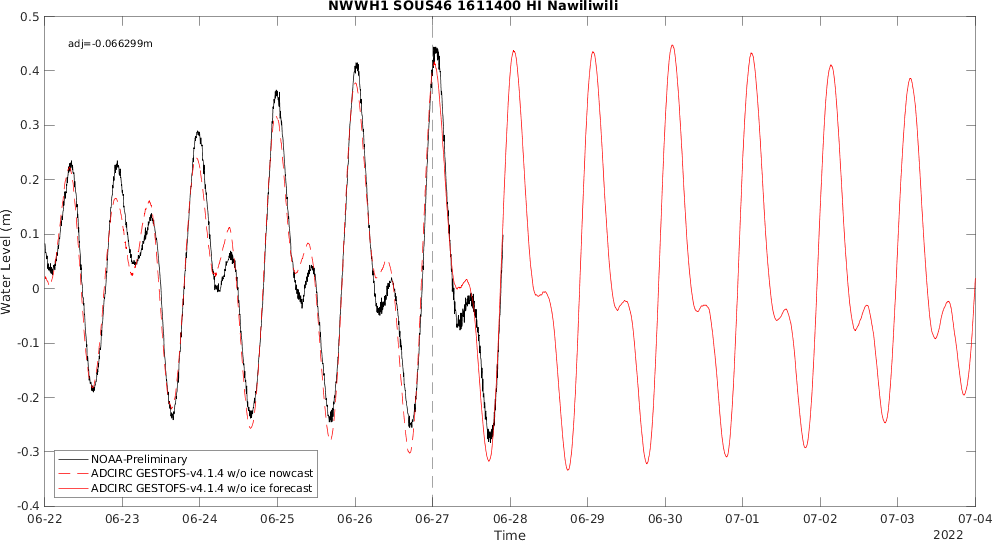 NWWH1 SOUS46 1611400 HI Nawiliwili
0.5
adj=-0.066299m
0.4
0.3
0.2
0.1
0
-0.1
-0.2
-0.3
-0.4
Water Level (m)
NOAA-Preliminary
ADCIRC GESTOFS-v4.1.4 w/o ice nowcast
ADCIRC GESTOFS-v4.1.4 w/o ice forecast
06-22 06-23 06-24 06-25 06-26 06-27 06-28 06-29 06-30 07-01 07-02 07-03 07-04
Time
2022